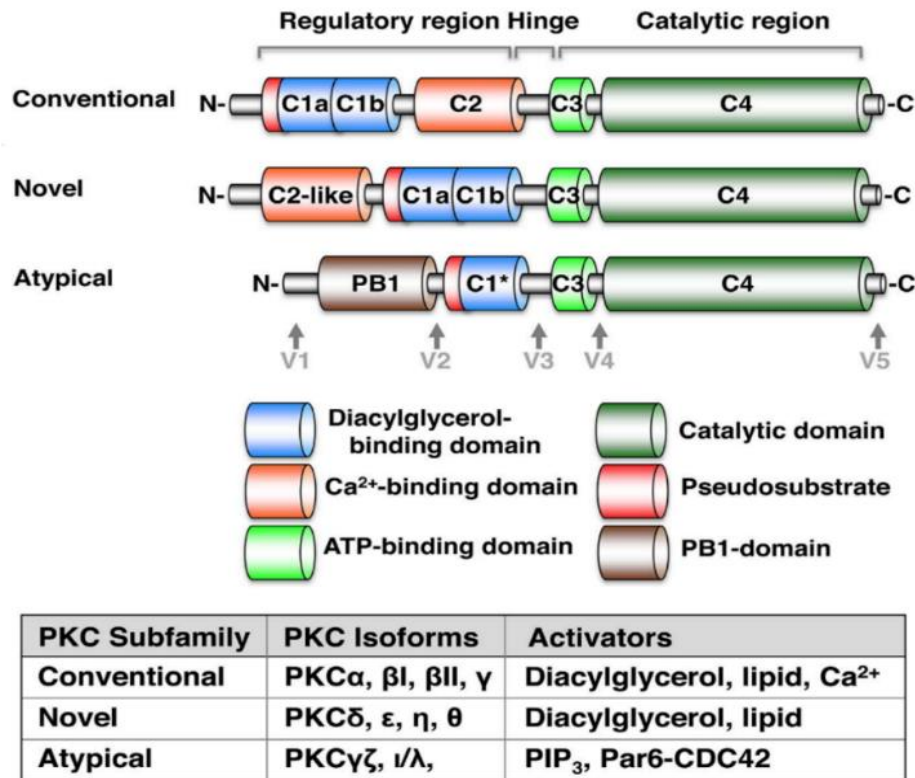 Regulatory region Hinge Catalytic region
Conventional N- C1a C1b C2 C3 C4 -C
Novel N- C2-like C1a C1b C3 C4 -C
Atypical N- PB1 C1* C3 C4 -C
V1 V2 V3 V4 V5
Diacylglycerol-
binding domain
Catalytic domain
Ca²⁺-binding domain
Pseudosubstrate
ATP-binding domain
PB1-domain
PKC Subfamily PKC Isoforms Activators
Conventional PKCα, βI, βII, γ Diacylglycerol, lipid, Ca²⁺
Novel PKCδ, ε, η, θ Diacylglycerol, lipid
Atypical PKCγζ, ι/λ, PIP₃, Par6-CDC42